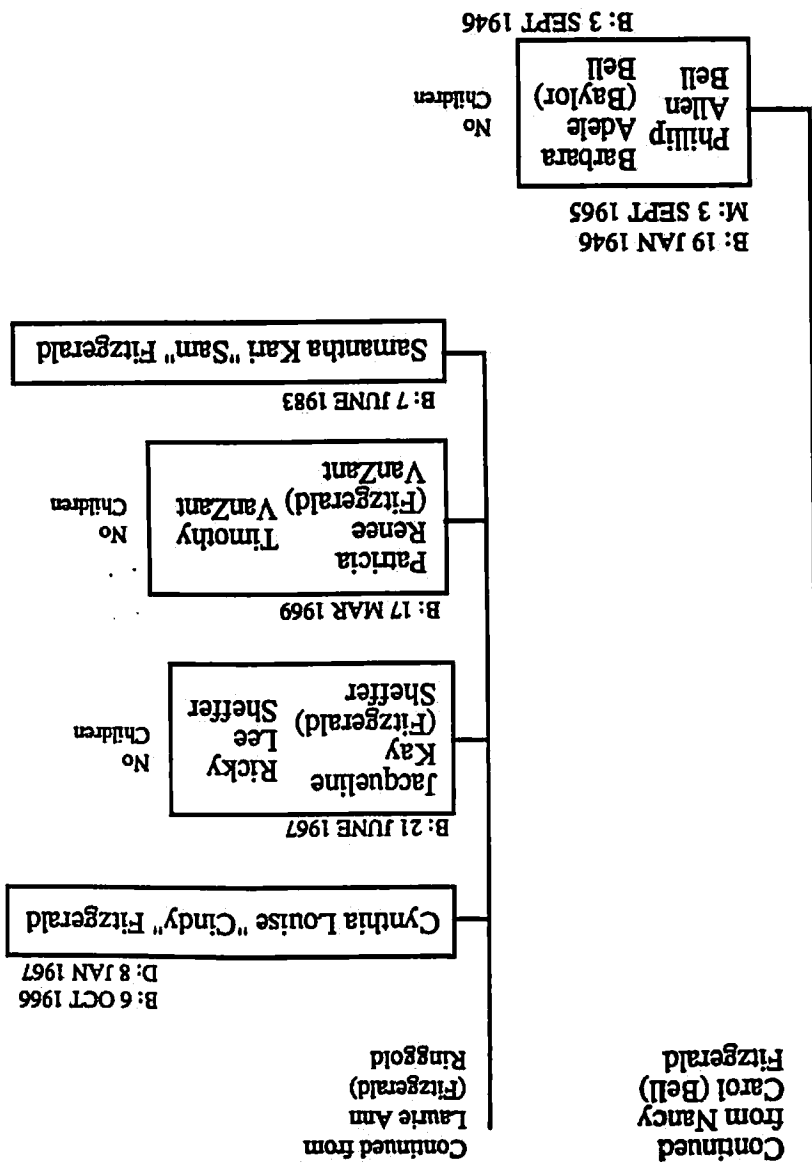 Continued
from Nancy
Carol (Bell)
Fitzgerald
Continued from
Laurie Ann
(Fitzgerald)
Ringgold
B: 6 OCT 1966
D: 8 JAN 1967
Cynthia Louise "Cindy" Fitzgerald
B: 21 JUNE 1967
Jacqueline
Kay
(Fitzgerald)
Sheffer
Ricky
Lee
Sheffer
No
Children
B: 17 MAR 1969
Patricia
Renee
(Fitzgerald)
VanZant
Timothy
VanZant
No
Children
B: 7 JUNE 1983
Samantha Kari "Sam" Fitzgerald
B: 19 JAN 1946
M: 3 SEPT 1965
Phillip
Allen
Bell
Barbara
Adele
(Baylor)
Bell
No
Children
B: 3 SEPT 1946